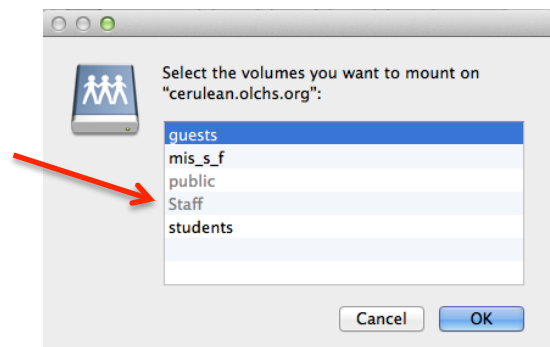 Select the volumes you want to mount on
"cerulean.olchs.org":
guests
mis_s_f
public
Staff
students
Cancel
OK